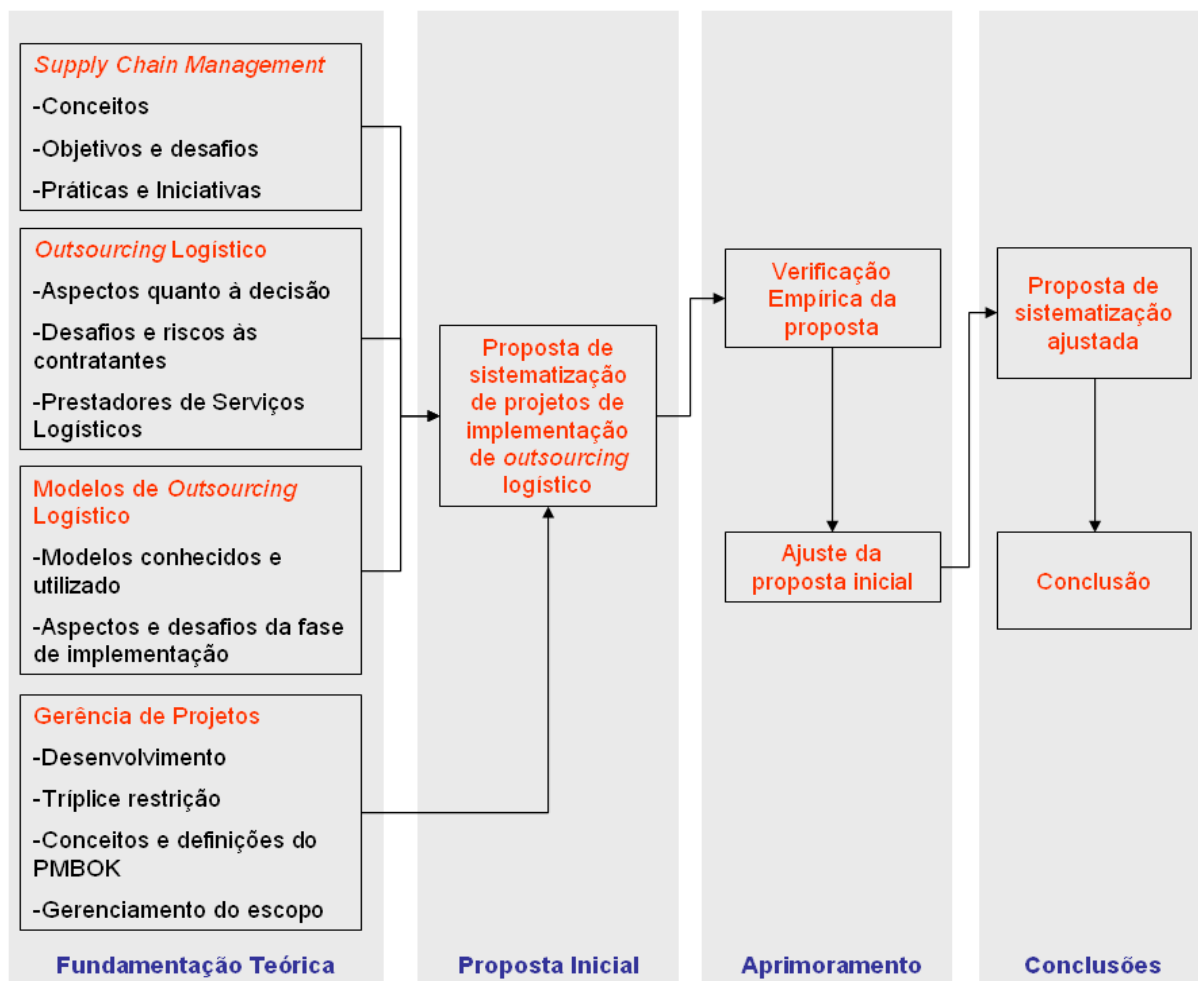 Supply Chain Management
-Conceitos
-Objetivos e desafios
-Práticas e Iniciativas
Outsourcing Logístico
-Aspectos quanto à decisão
-Desafios e riscos às
contratantes
-Prestadores de Serviços
Logísticos
Modelos de Outsourcing
Logístico
-Modelos conhecidos e
utilizado
-Aspectos e desafios da fase
de implementação
Gerência de Projetos
-Desenvolvimento
-Tríplice restrição
-Conceitos e definições do
PMBOK
-Gerenciamento do escopo
Fundamentação Teórica
Proposta de
sistematização
de projetos de
implementação
de outsourcing
logístico
Proposta Inicial
Verificação
Empírica da
proposta
Ajuste da
proposta inicial
Aprimoramento
Proposta de
sistematização
ajustada
Conclusão
Conclusões